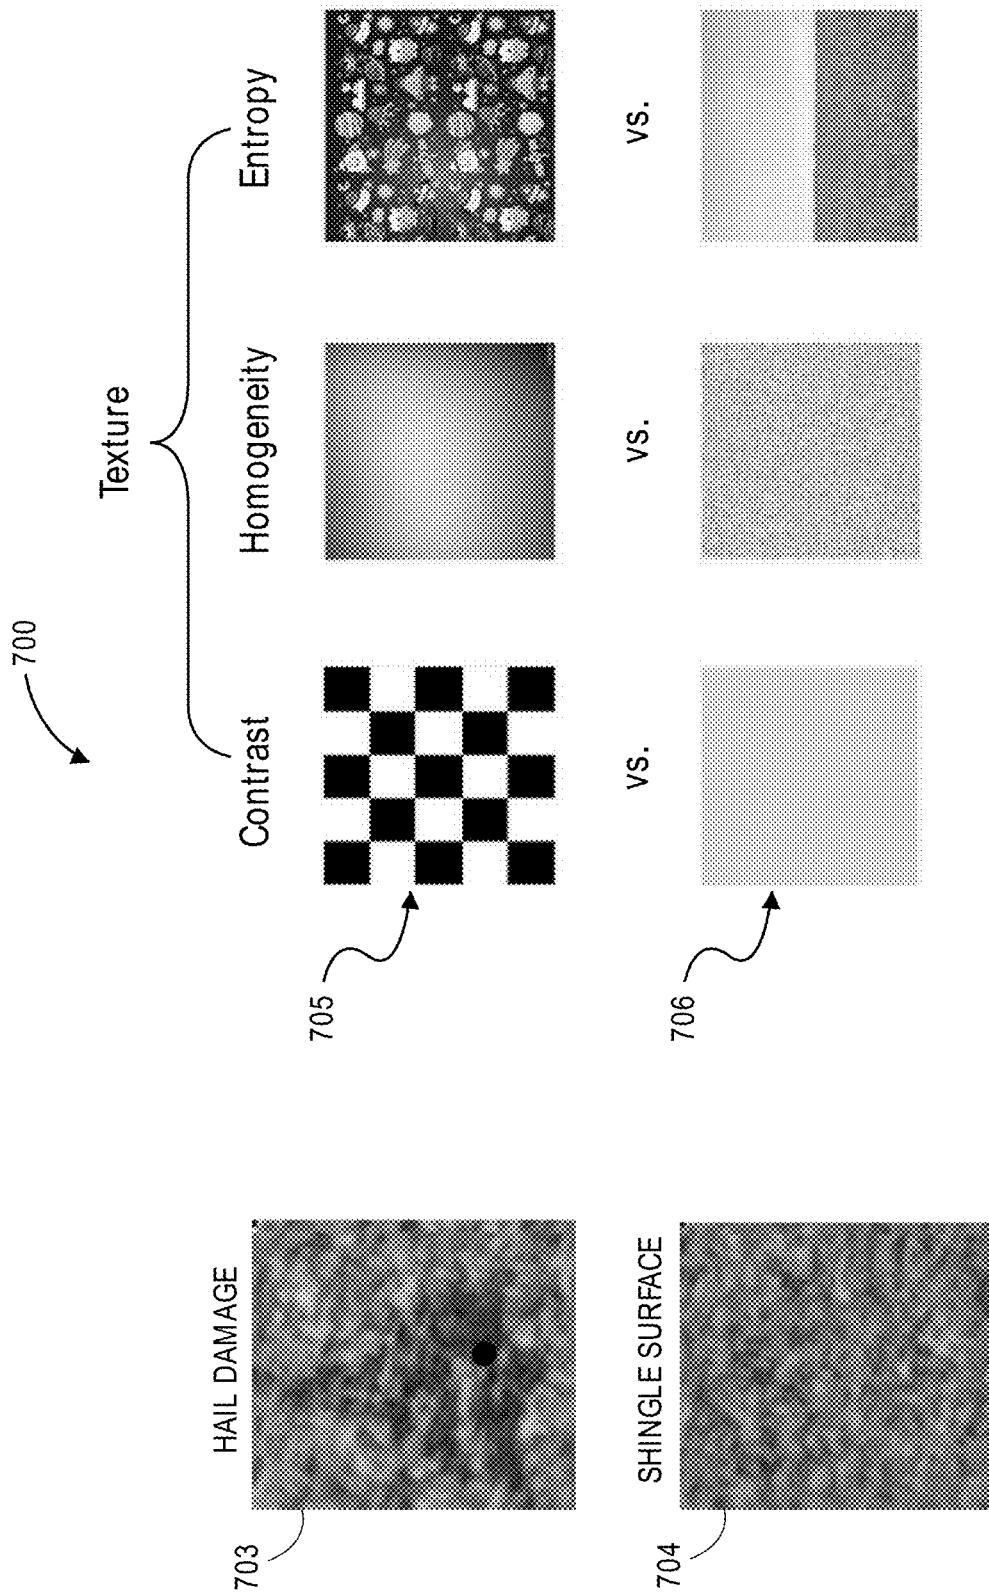 700
Texture
Contrast
Homogeneity
Entropy
HAIL DAMAGE
703
705
vs.
vs.
vs.
SHINGLE SURFACE
704
706